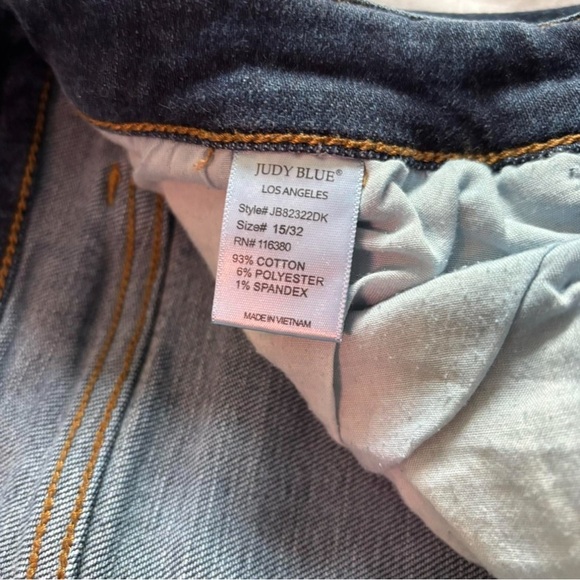 JUDY BLUE®
LOS ANGELES
Style# JB82322DK
Size# 15/32
RN# 116380
93% COTTON
6% POLYESTER
1% SPANDEX
MADE IN VIETNAM